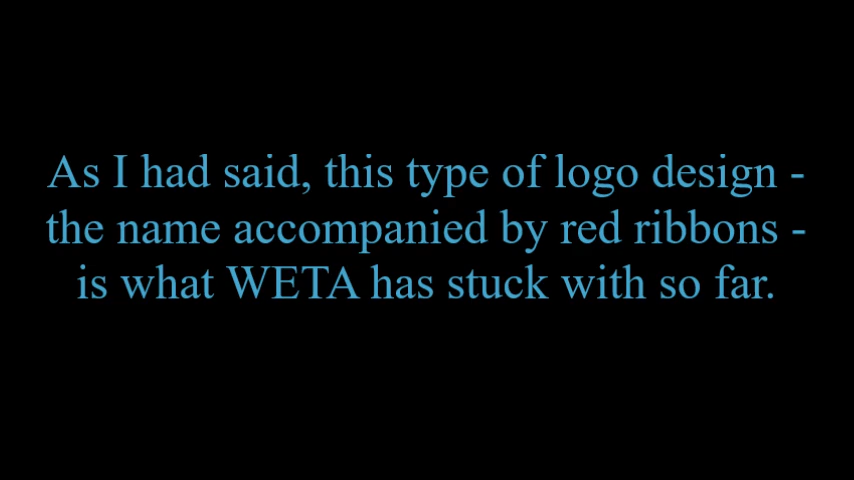 As I had said, this type of logo design -
the name accompanied by red ribbons -
is what WETA has stuck with so far.